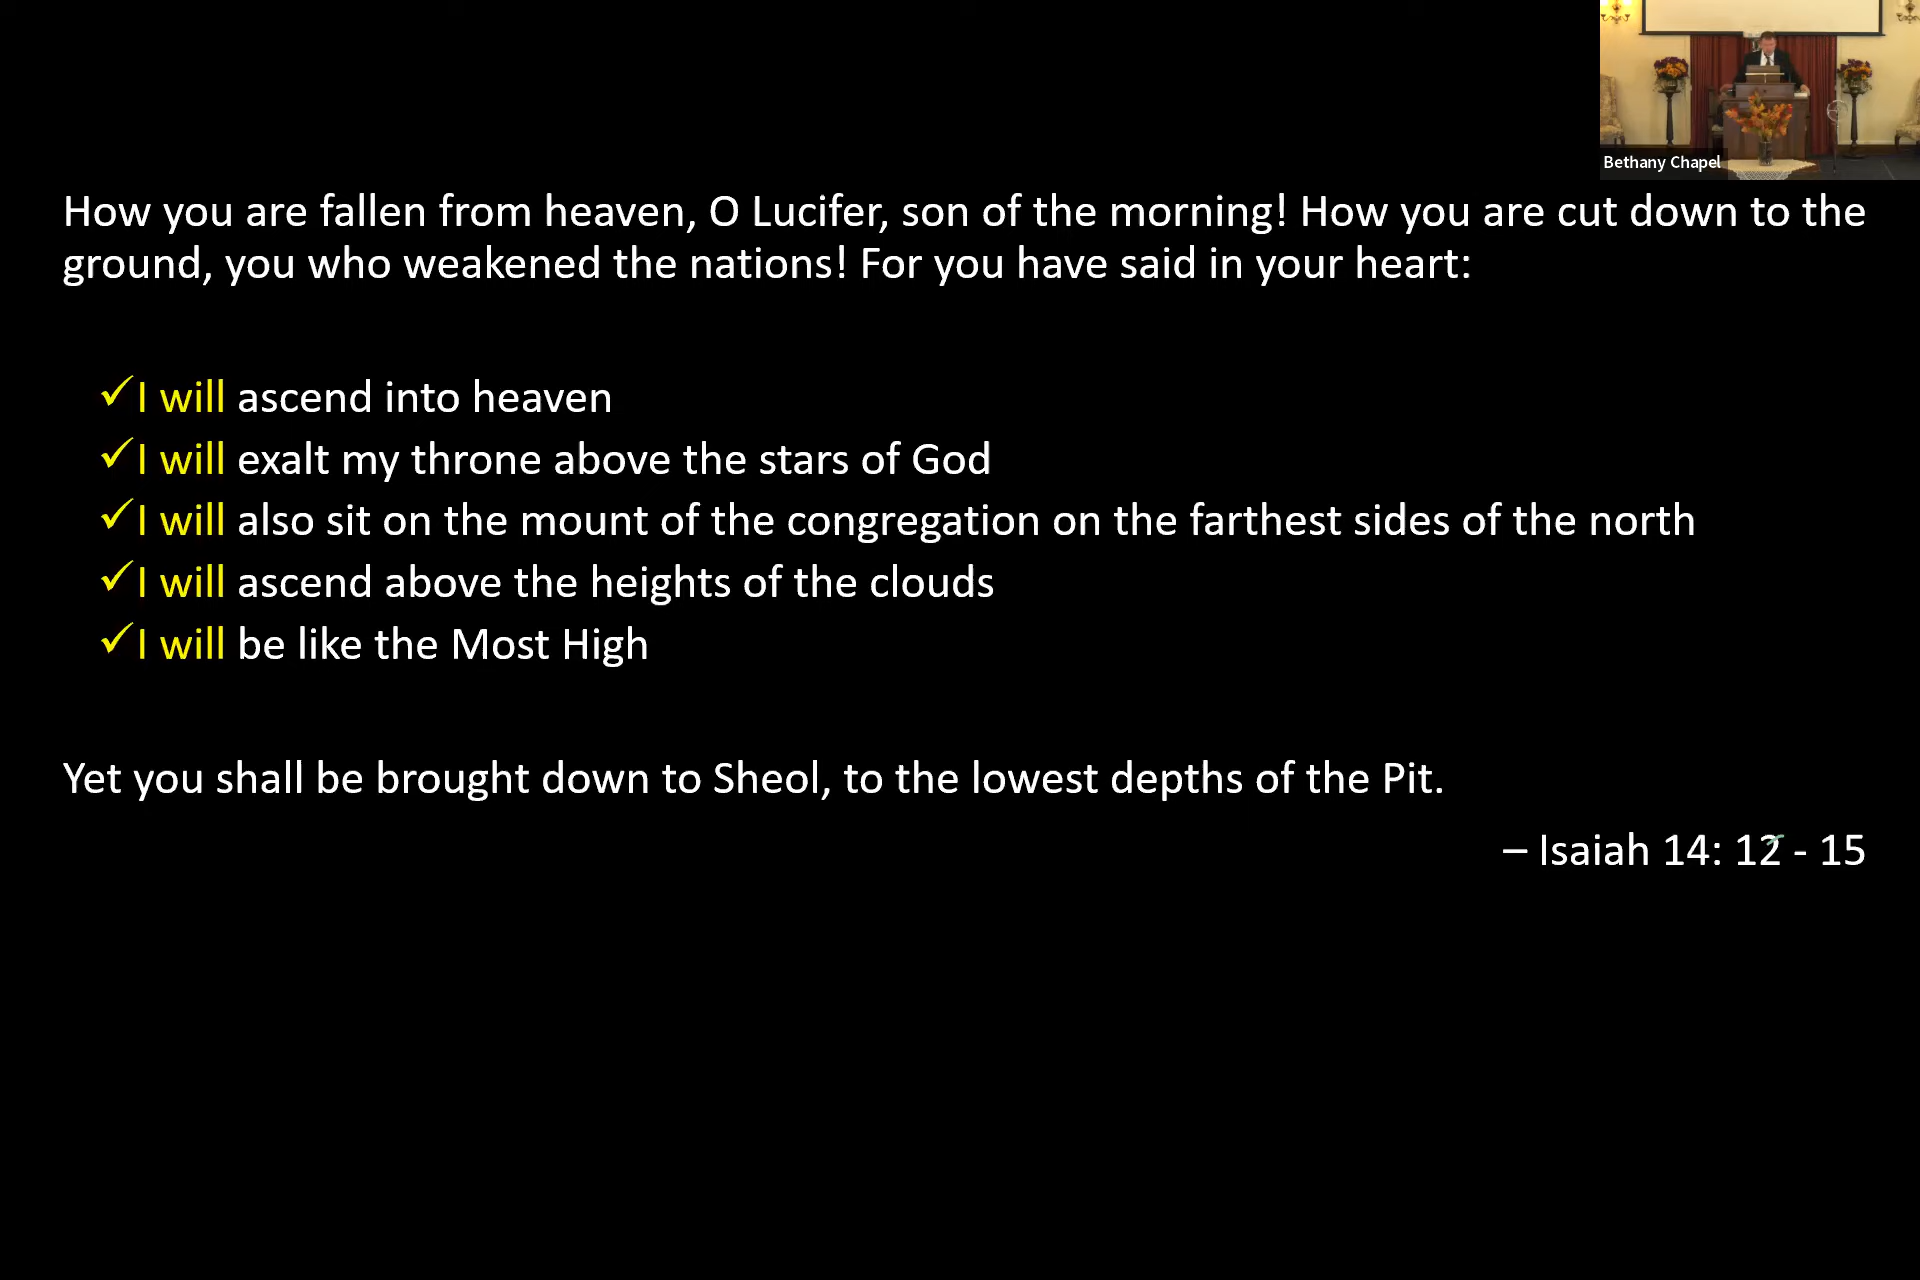 Bethany Chapel
How you are fallen from heaven, O Lucifer, son of the morning! How you are cut down to the
ground, you who weakened the nations! For you have said in your heart:
✓I will ascend into heaven
✓I will exalt my throne above the stars of God
✓I will also sit on the mount of the congregation on the farthest sides of the north
✓I will ascend above the heights of the clouds
✓I will be like the Most High
Yet you shall be brought down to Sheol, to the lowest depths of the Pit.
– Isaiah 14: 12 - 15